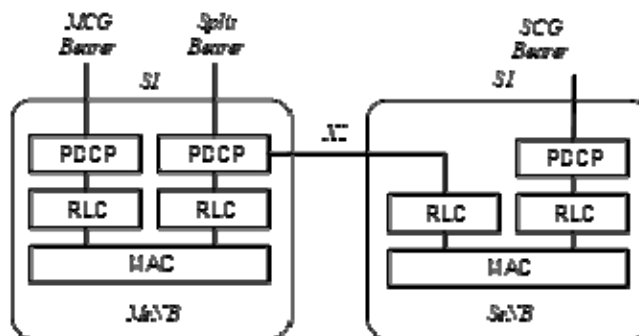 MCG
Bearer
Split
Bearer
SCG
Bearer
S1
S1
X2
PDCP
PDCP
PDCP
RLC
RLC
RLC
RLC
MAC
MAC
MeNB
SeNB